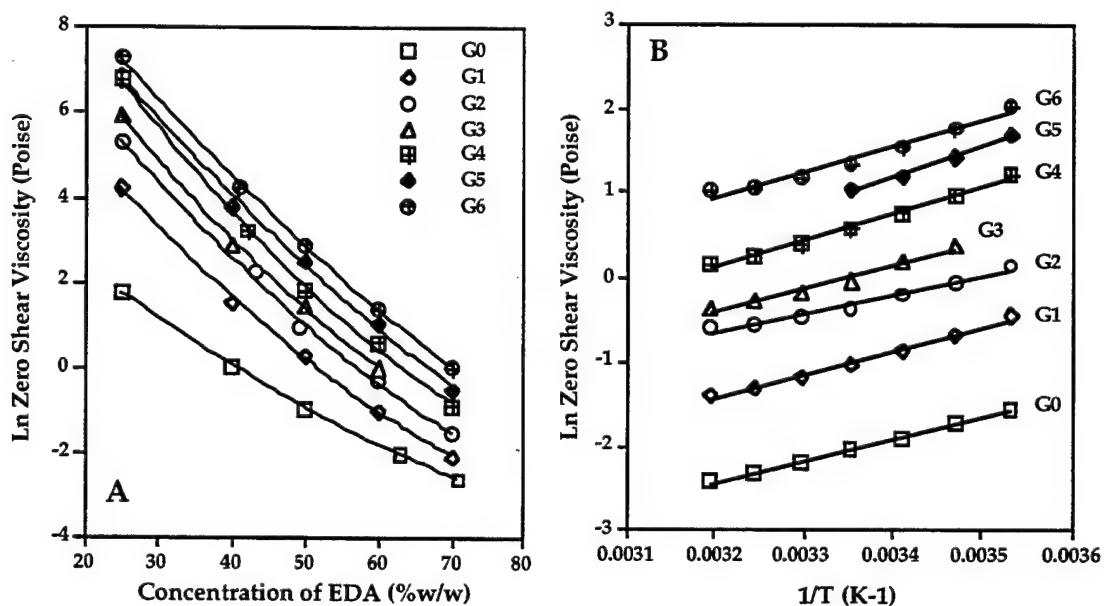 8
6
4
2
0
-2
-4
20 30 40 50 60 70 80
Ln Zero Shear Viscosity (Poise)
Concentration of EDA (%w/w)
A
G0
G1
G2
G3
G4
G5
G6
3
2
1
0
-1
-2
-3
0.0031 0.0032 0.0033 0.0034 0.0035 0.0036
Ln Zero Shear Viscosity (Poise)
1/T (K-1)
B
G6
G5
G4
G3
G2
G1
G0